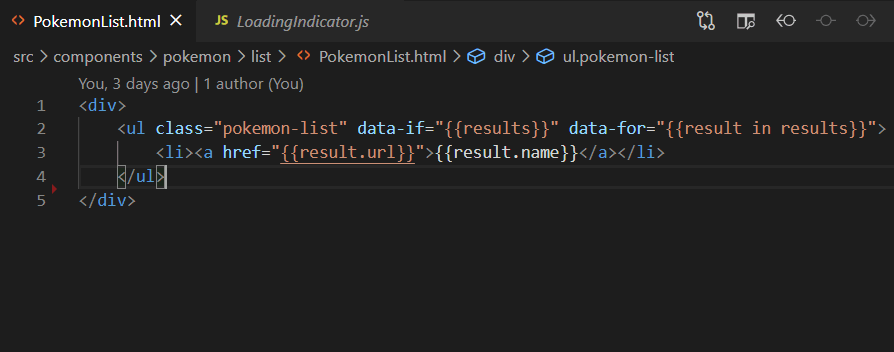 <> PokemonList.html × JS LoadingIndicator.js
src > components > pokemon > list > <> PokemonList.html > div > ul.pokemon-list
You, 3 days ago | 1 author (You)
1 <div>
2 <ul class="pokemon-list" data-if="{{results}}" data-for="{{result in results}}">
3 <li><a href="{{result.url}}">{{result.name}}</a></li>
4 </ul>
5 </div>